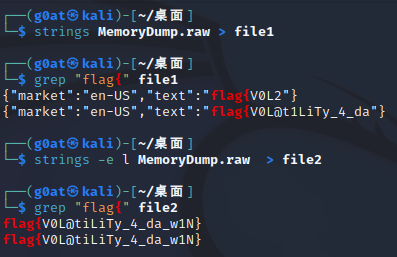 ┌──(g0at㉿kali)-[~/桌面]
└─$ strings MemoryDump.raw > file1
┌──(g0at㉿kali)-[~/桌面]
└─$ grep "flag{" file1
{"market":"en-US","text":"flag{V0L2"}
{"market":"en-US","text":"flag{V0L@t1LiTy_4_da"}
┌──(g0at㉿kali)-[~/桌面]
└─$ strings -e l MemoryDump.raw  > file2
┌──(g0at㉿kali)-[~/桌面]
└─$ grep "flag{" file2
flag{V0L@tiLiTy_4_da_w1N}
flag{V0L@tiLiTy_4_da_w1N}